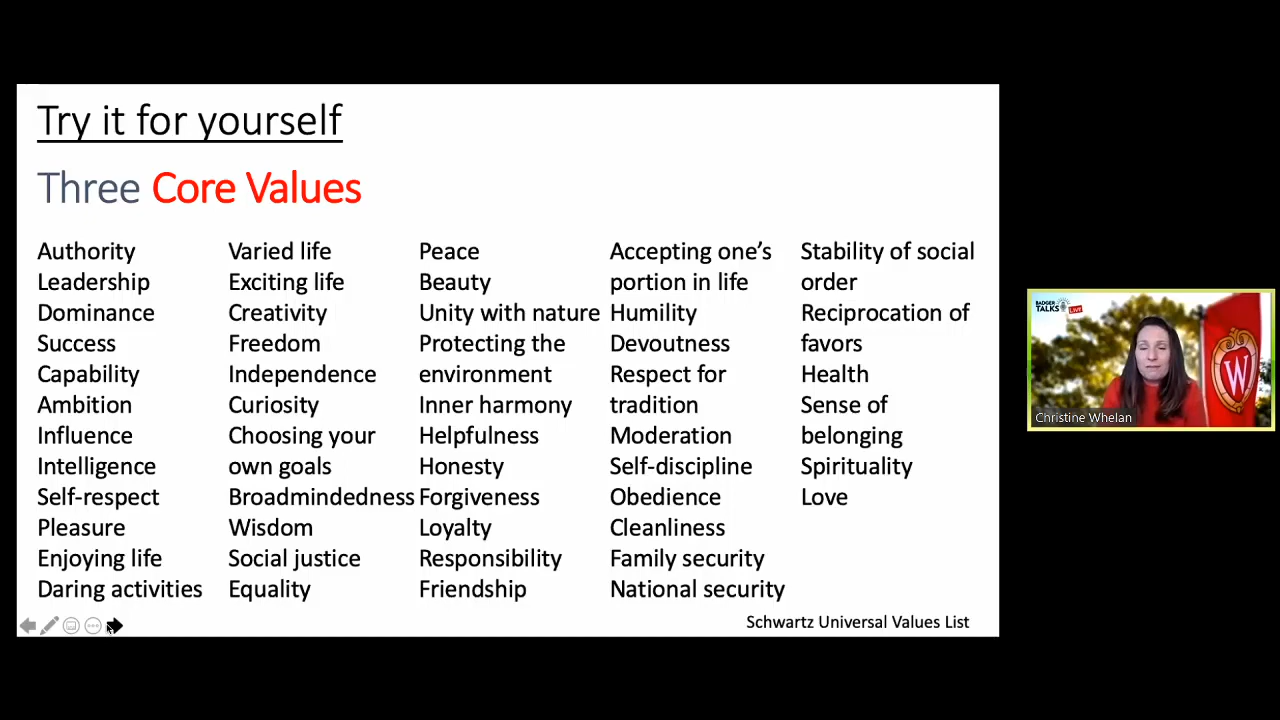 Try it for yourself
Three Core Values
Authority
Leadership
Dominance
Success
Capability
Ambition
Influence
Intelligence
Self-respect
Pleasure
Enjoying life
Daring activities
Varied life
Exciting life
Creativity
Freedom
Independence
Curiosity
Choosing your
own goals
Broadmindedness
Wisdom
Social justice
Equality
Peace
Beauty
Unity with nature
Protecting the
environment
Inner harmony
Helpfulness
Honesty
Forgiveness
Loyalty
Responsibility
Friendship
Accepting one’s
portion in life
Humility
Devoutness
Respect for
tradition
Moderation
Self-discipline
Obedience
Cleanliness
Family security
National security
Stability of social
order
Reciprocation of
favors
Health
Sense of
belonging
Spirituality
Love
Schwartz Universal Values List
BADGER
TALKS LIVE
W
Christine Whelan